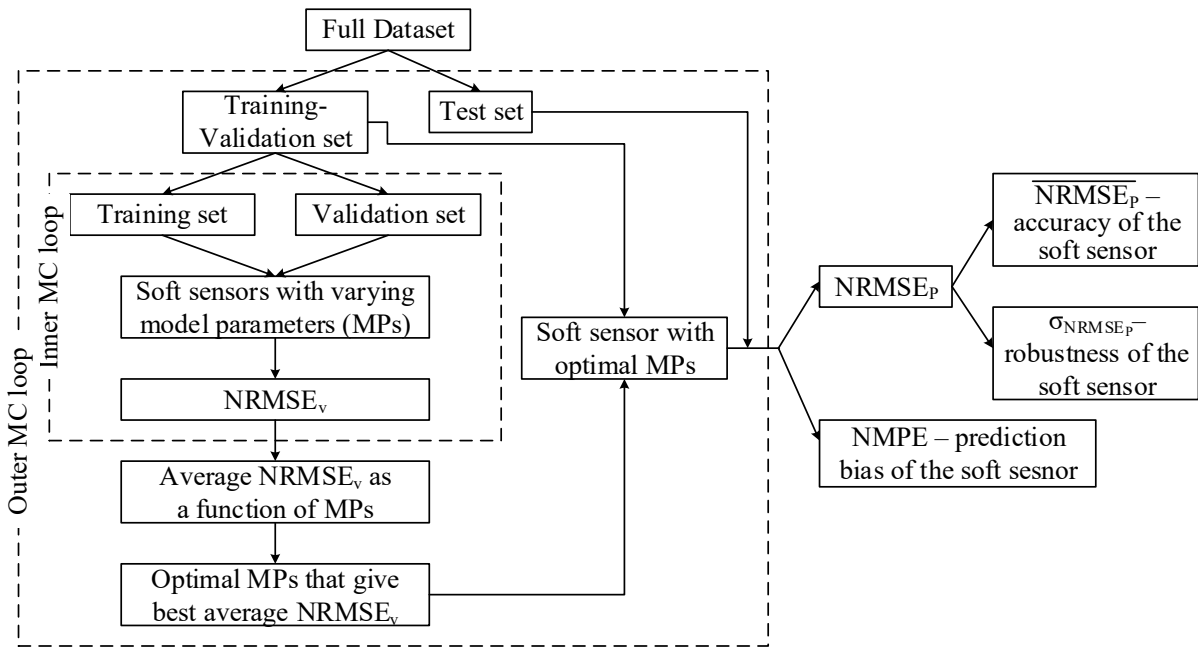 Full Dataset
Training-
Validation set
Test set
Training set
Validation set
Soft sensors with varying
model parameters (MPs)
NRMSEᵥ
Average NRMSEᵥ as
a function of MPs
Optimal MPs that give
best average NRMSEᵥ
Inner MC loop
Outer MC loop
Soft sensor with
optimal MPs
NRMSE_P
N̅R̅M̅S̅E̅_P –
accuracy of the
soft sensor
σ_NRMSE_P–
robustness of the
soft sensor
NMPE – prediction
bias of the soft sesnor